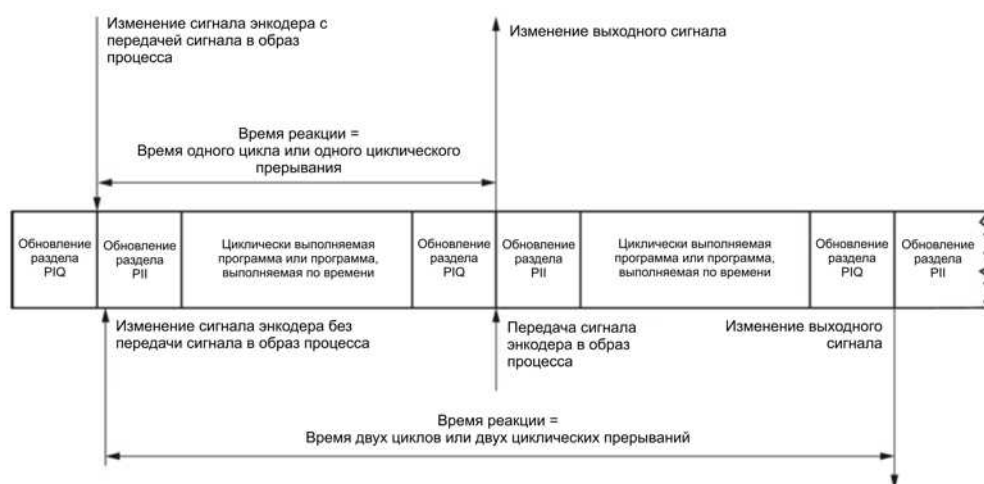 Изменение сигнала энкодера с
передачей сигнала в образ
процесса
Изменение выходного сигнала
Время реакции =
Время одного цикла или одного циклического
прерывания
Обновление
раздела
PIQ
Обновление
раздела
PII
Циклически выполняемая
программа или программа,
выполняемая по времени
Обновление
раздела
PIQ
Обновление
раздела
PII
Циклически выполняемая
программа или программа,
выполняемая по времени
Обновление
раздела
PIQ
Обновление
раздела
PII
Изменение сигнала энкодера без
передачи сигнала в образ процесса
Передача сигнала
энкодера в образ
процесса
Изменение выходного
сигнала
Время реакции =
Время двух циклов или двух циклических прерываний